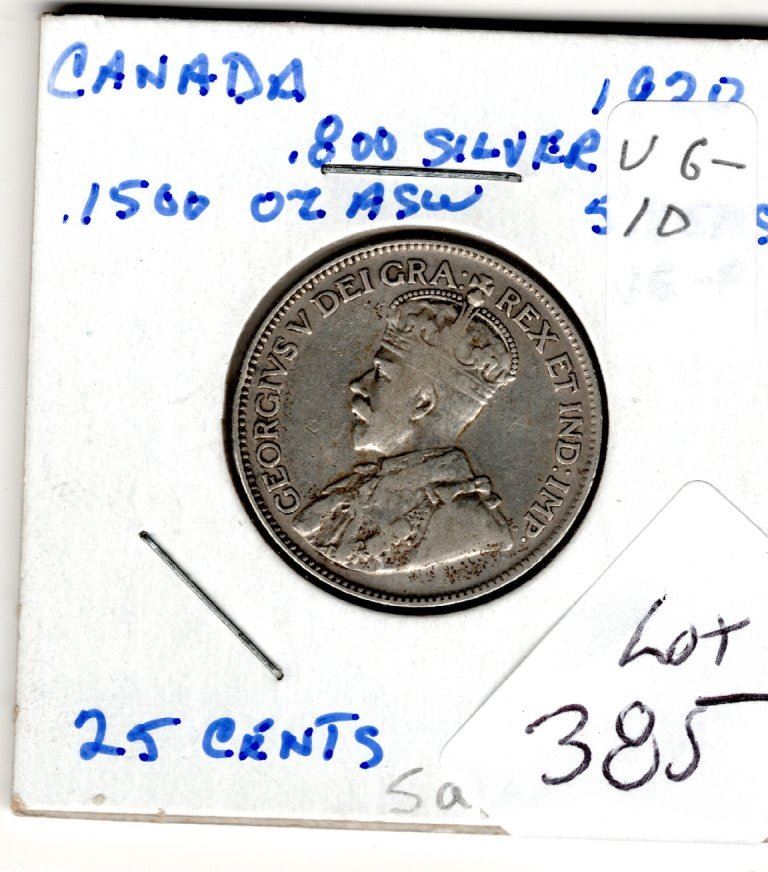 CANADA 1920
.800 SILVER
VG-
10
.1500 OZ ASW
GEORGIVS V DEI GRA: REX ET IND: IMP.
LOT
385
25 CENTS